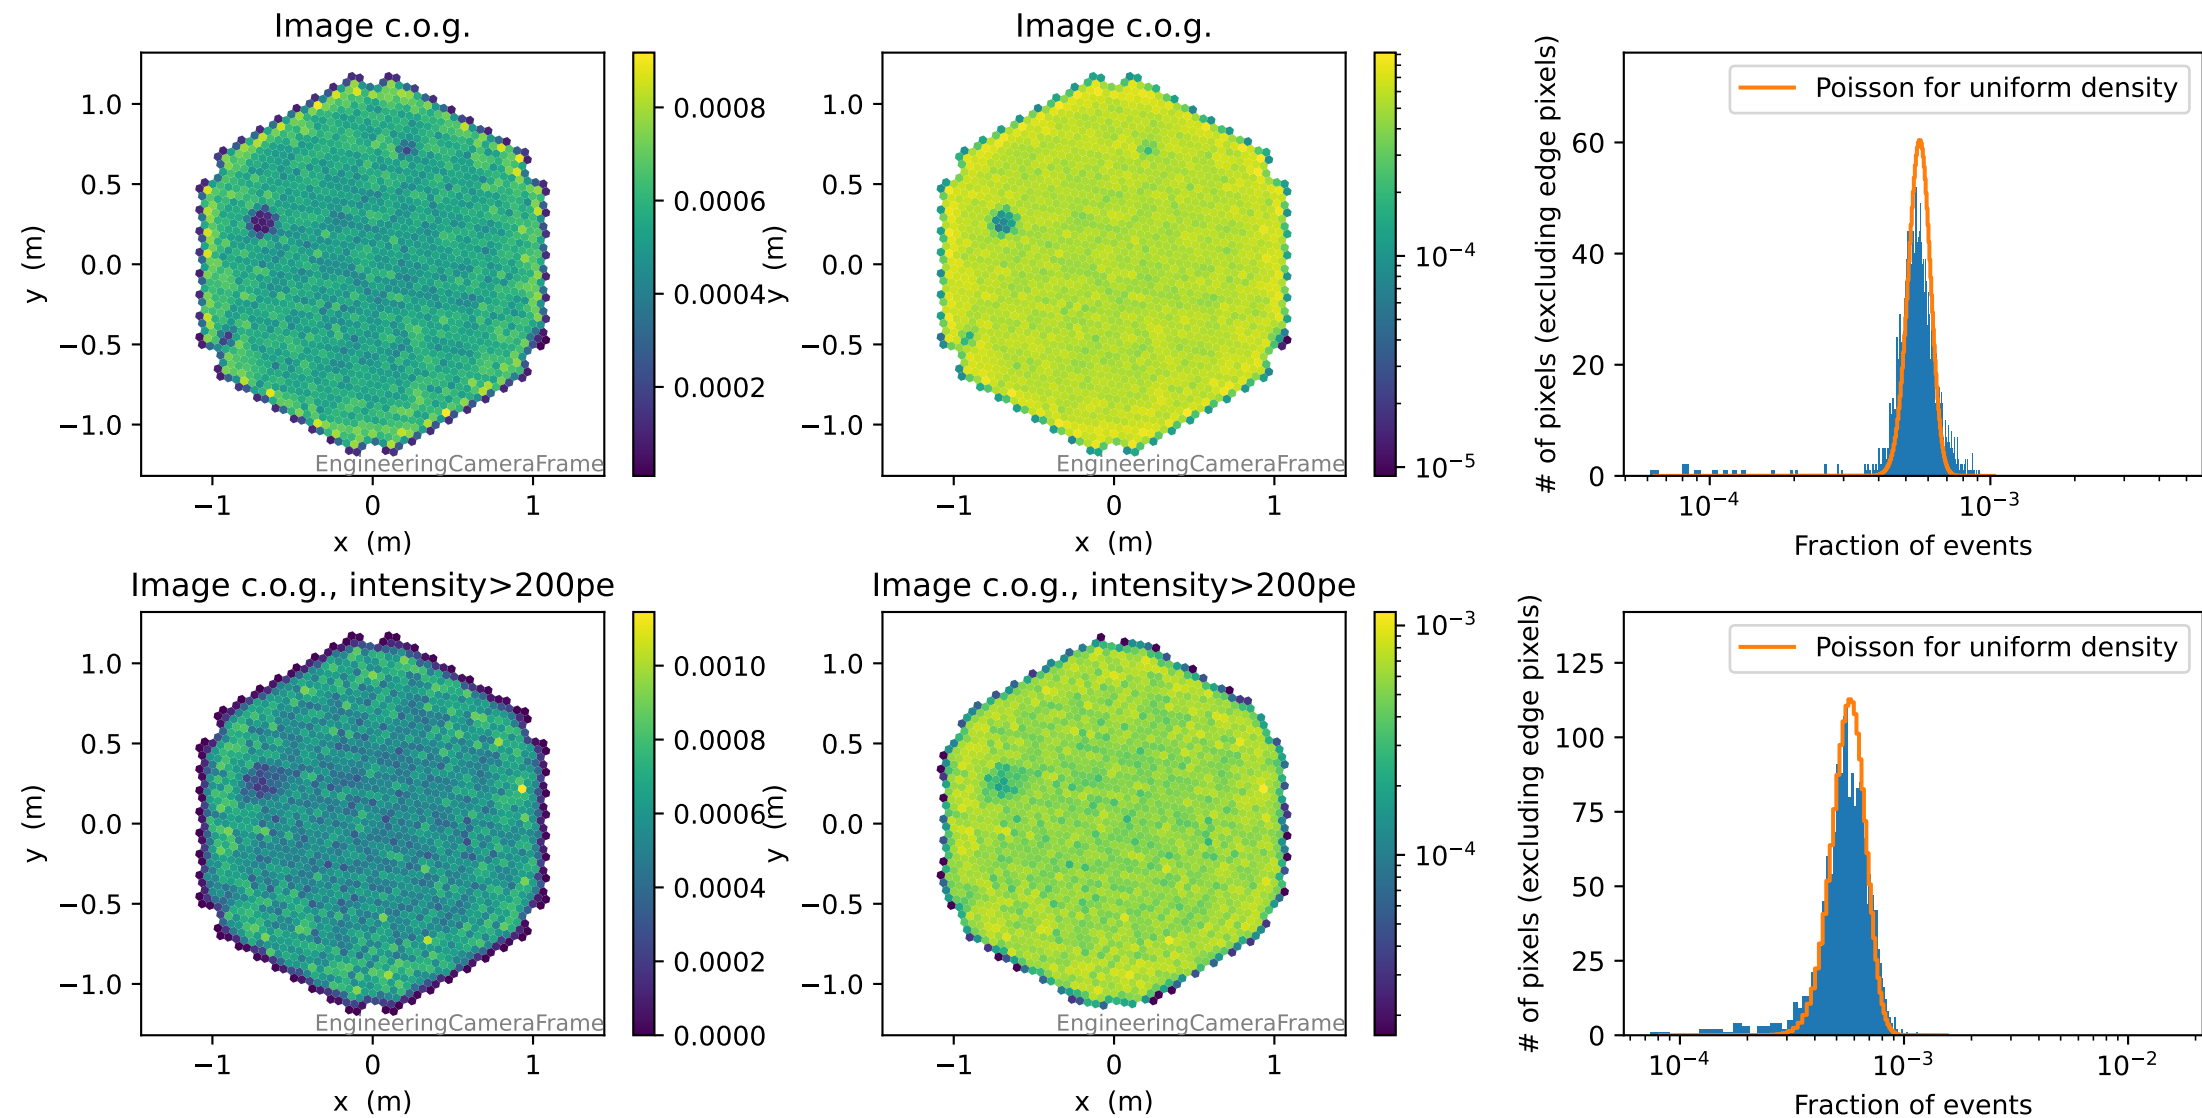 Image c.o.g.
1.0
0.5
0.0
−0.5
−1.0
y (m)
−1
0
1
x (m)
EngineeringCameraFrame
0.0008
0.0006
0.0004
0.0002
Image c.o.g.
1.0
0.5
0.0
−0.5
−1.0
y (m)
−1
0
1
x (m)
EngineeringCameraFrame
10⁻⁴
10⁻⁵
# of pixels (excluding edge pixels)
60
40
20
0
Poisson for uniform density
10⁻⁴
10⁻³
Fraction of events
Image c.o.g., intensity>200pe
1.0
0.5
0.0
−0.5
−1.0
y (m)
−1
0
1
x (m)
EngineeringCameraFrame
0.0010
0.0008
0.0006
0.0004
0.0002
0.0000
Image c.o.g., intensity>200pe
1.0
0.5
0.0
−0.5
−1.0
y (m)
−1
0
1
x (m)
EngineeringCameraFrame
10⁻³
10⁻⁴
# of pixels (excluding edge pixels)
125
100
75
50
25
0
Poisson for uniform density
10⁻⁴
10⁻³
10⁻²
Fraction of events